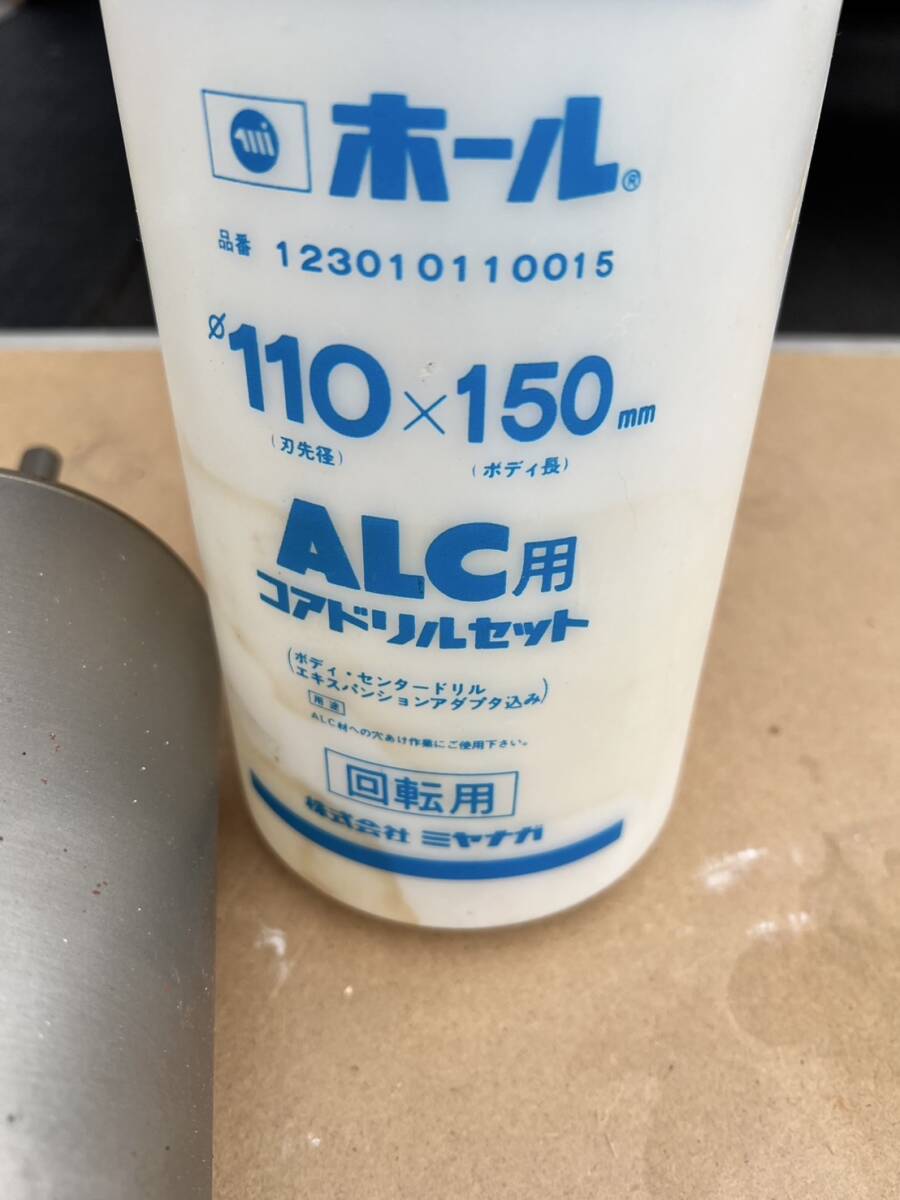 mi ホール®
品番 123010110015
φ110×150mm
(刃先径) (ボディ長)
ALC用
コアドリルセット
(ボディ・センタードリル
エキスパンションアダプタ込み)
用途
ALC材への穴あけ作業にご使用下さい。
回転用
株式会社 ミヤナガ